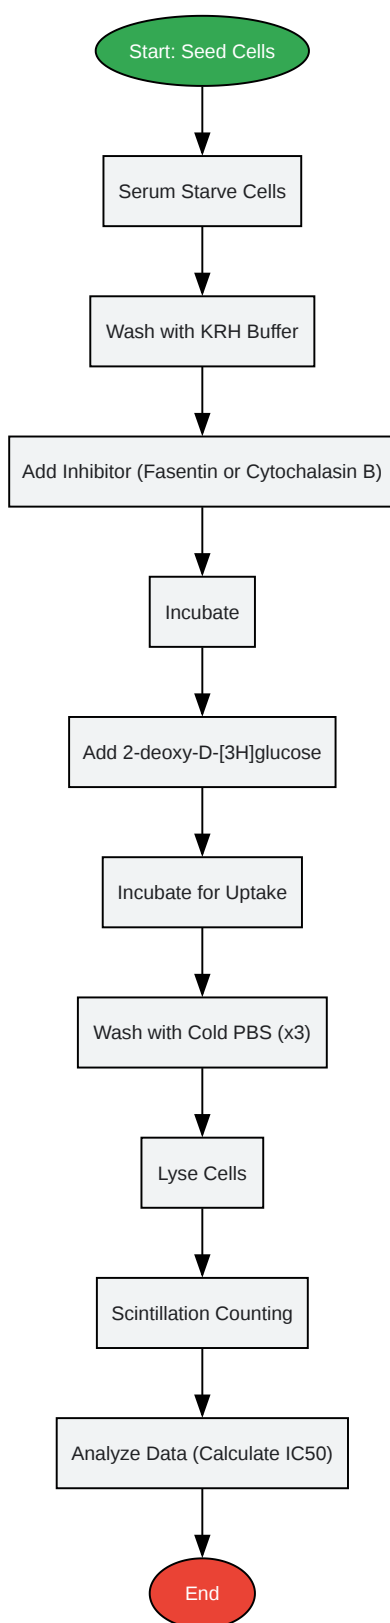 Start: Seed Cells
Serum Starve Cells
Wash with KRH Buffer
Add Inhibitor (Fasentin or Cytochalasin B)
Incubate
Add 2-deoxy-D-[3H]glucose
Incubate for Uptake
Wash with Cold PBS (x3)
Lyse Cells
Scintillation Counting
Analyze Data (Calculate IC50)
End